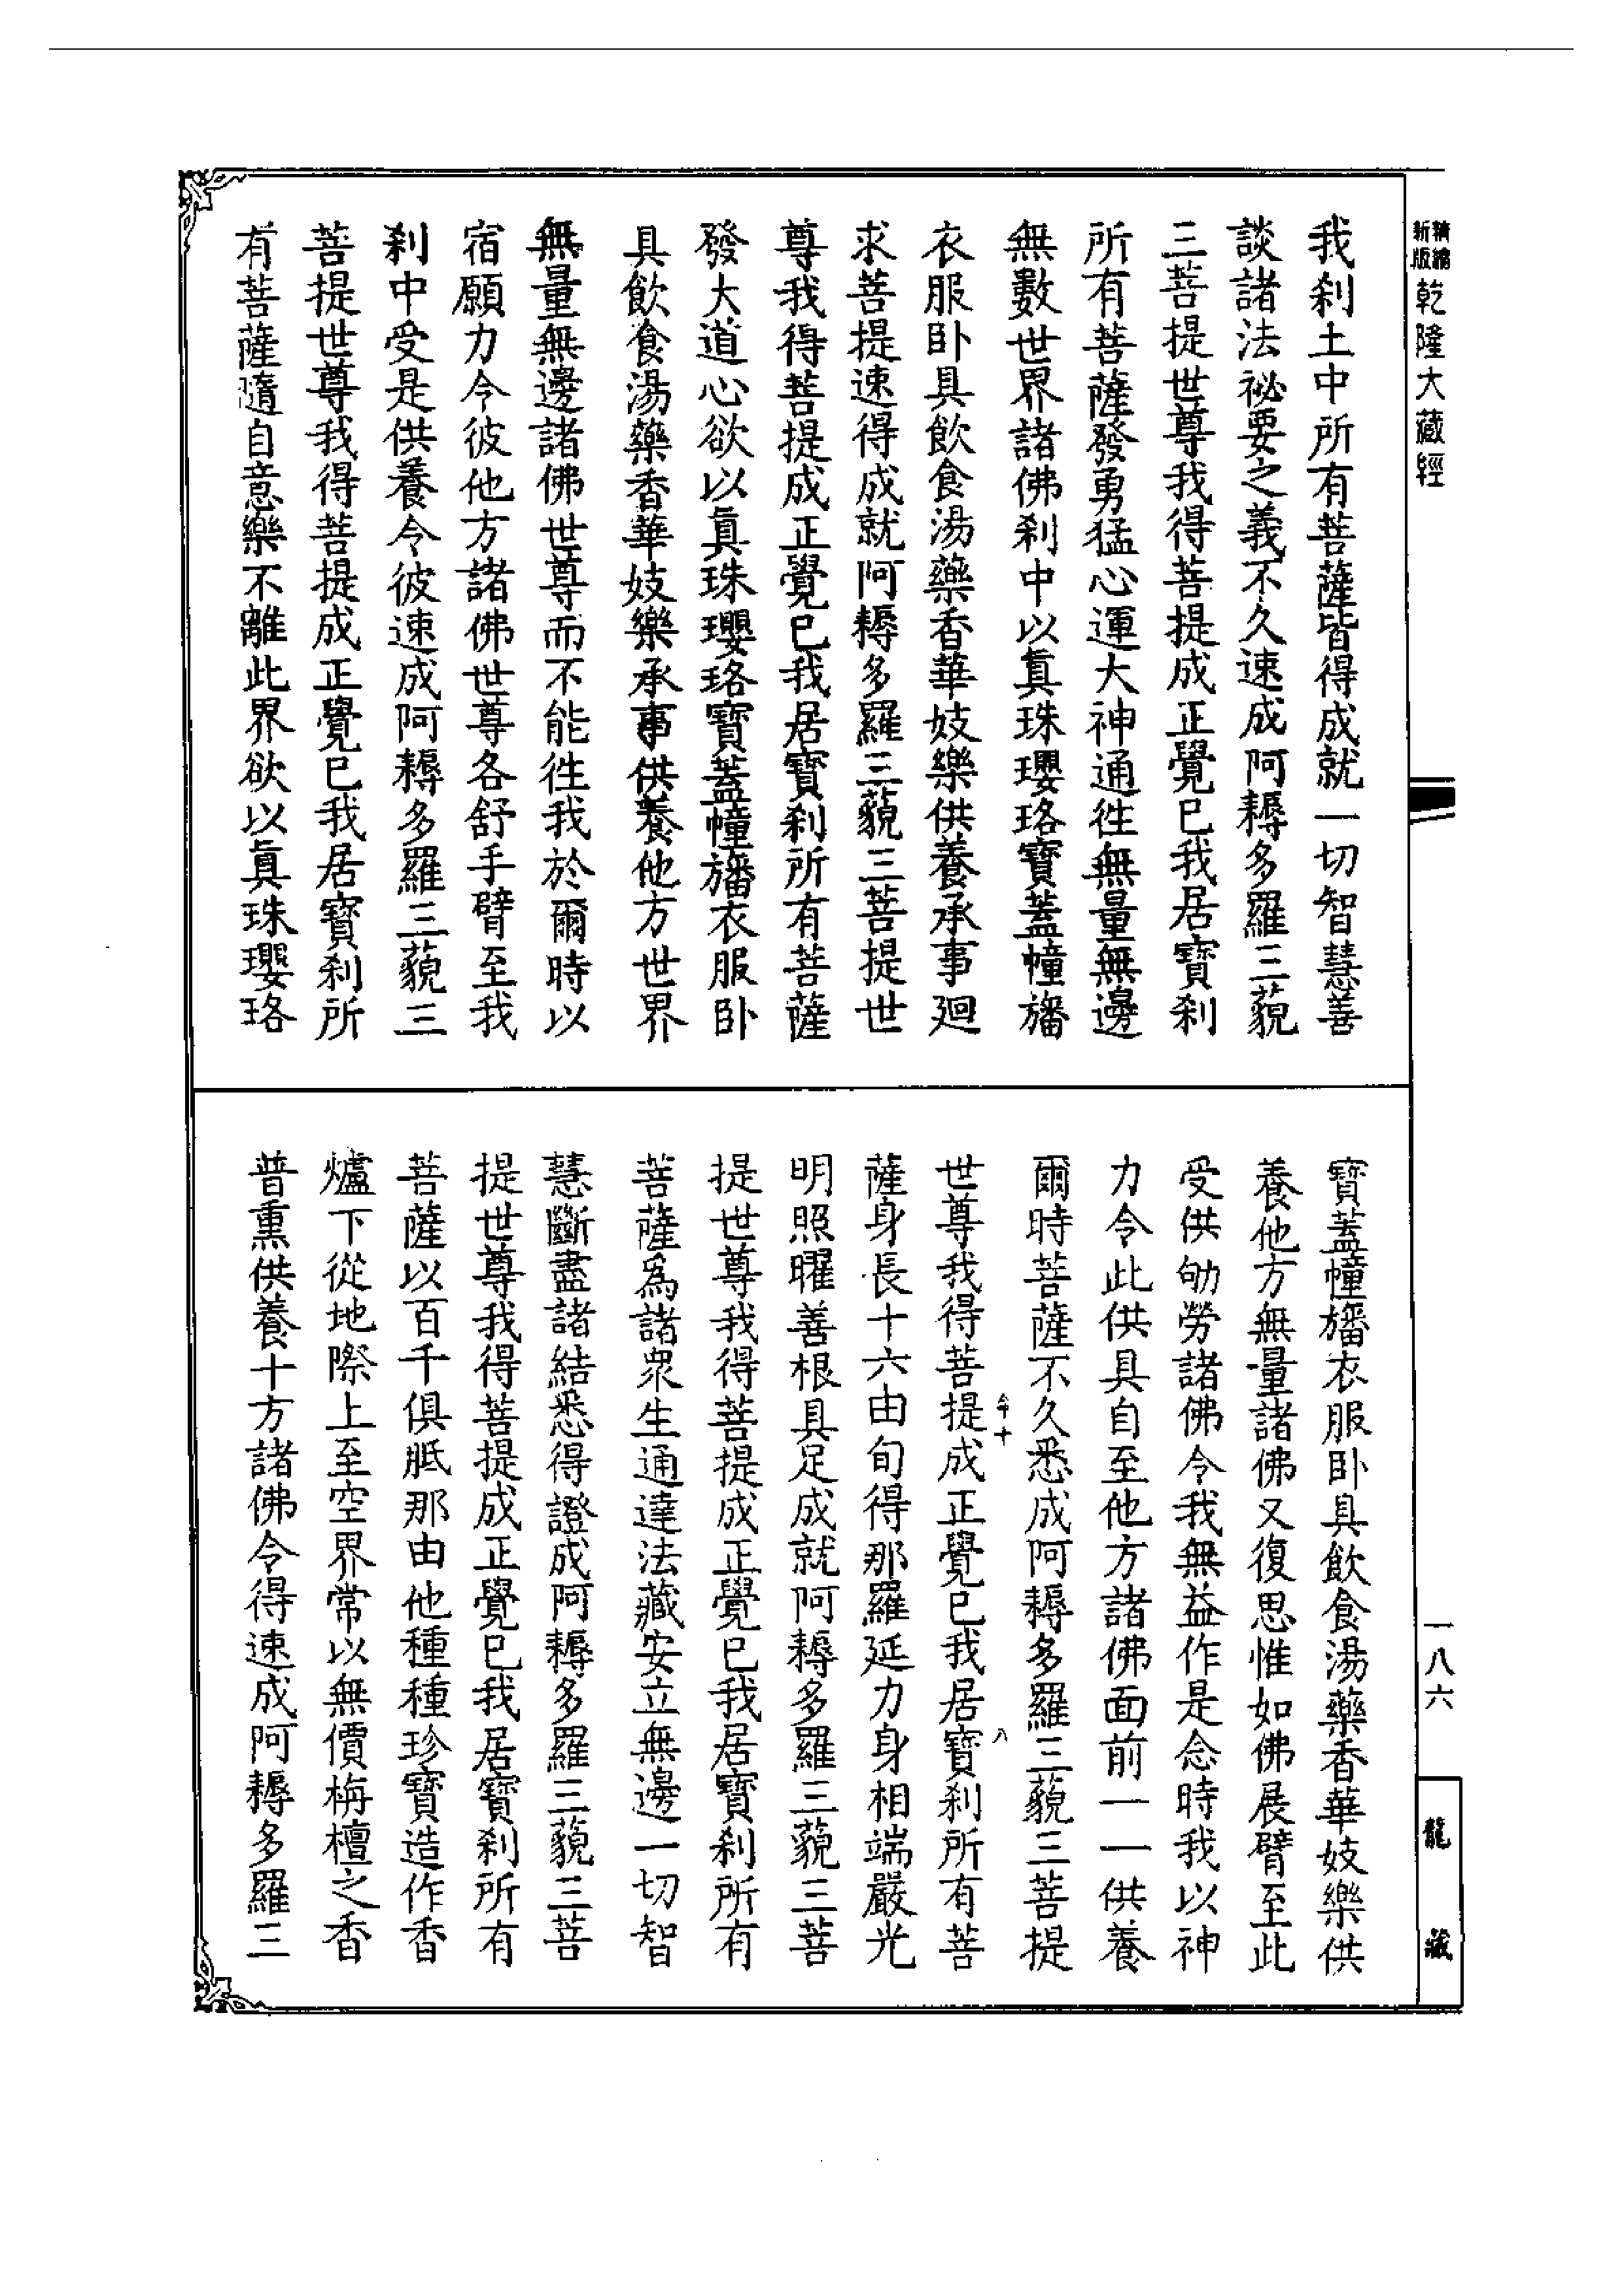 精編
新版
乾隆大藏經
我刹土中所有菩薩皆得成就一切智慧善
談諸法祕要之義不久速成阿耨多羅三藐
三菩提世尊我得菩提成正覺已我居寶刹
所有菩薩發勇猛心運大神通徃無量無邊
無數世界諸佛刹中以真珠瓔珞寶蓋幢旛
衣服卧具飲食湯藥香華妓樂供養承事迴
求菩提速得成就阿耨多羅三藐三菩提世
尊我得菩提成正覺已我居寶刹所有菩薩
發大道心欲以真珠瓔珞寶蓋幢旛衣服卧
具飲食湯藥香華妓樂承事供養他方世界
無量無邊諸佛世尊而不能徃我於爾時以
宿願力令彼他方諸佛世尊各舒手臂至我
刹中受是供養令彼速成阿耨多羅三藐三
菩提世尊我得菩提成正覺已我居寶刹所
有菩薩隨自意樂不離此界欲以真珠瓔珞
寶蓋幢旛衣服卧具飲食湯藥香華妓樂供
養他方無量諸佛又復思惟如佛展臂至此
受供劬勞諸佛令我無益作是念時我以神
力令此供具自至他方諸佛面前一一供養
爾時菩薩不久悉成阿耨多羅三藐三菩提
世尊我得菩提成正覺已我居寶刹所有菩
薩身長十六由旬得那羅延力身相端嚴光
明照曜善根具足成就阿耨多羅三藐三菩
提世尊我得菩提成正覺已我居寶刹所有
菩薩為諸衆生通達法藏安立無邊一切智
慧斷盡諸結悉得證成阿耨多羅三藐三菩
提世尊我得菩提成正覺已我居寶刹所有
菩薩以百千俱胝那由他種種珍寶造作香
爐下從地際上至空界常以無價栴檀之香
普熏供養十方諸佛令得速成阿耨多羅三
八
一八六
龍藏